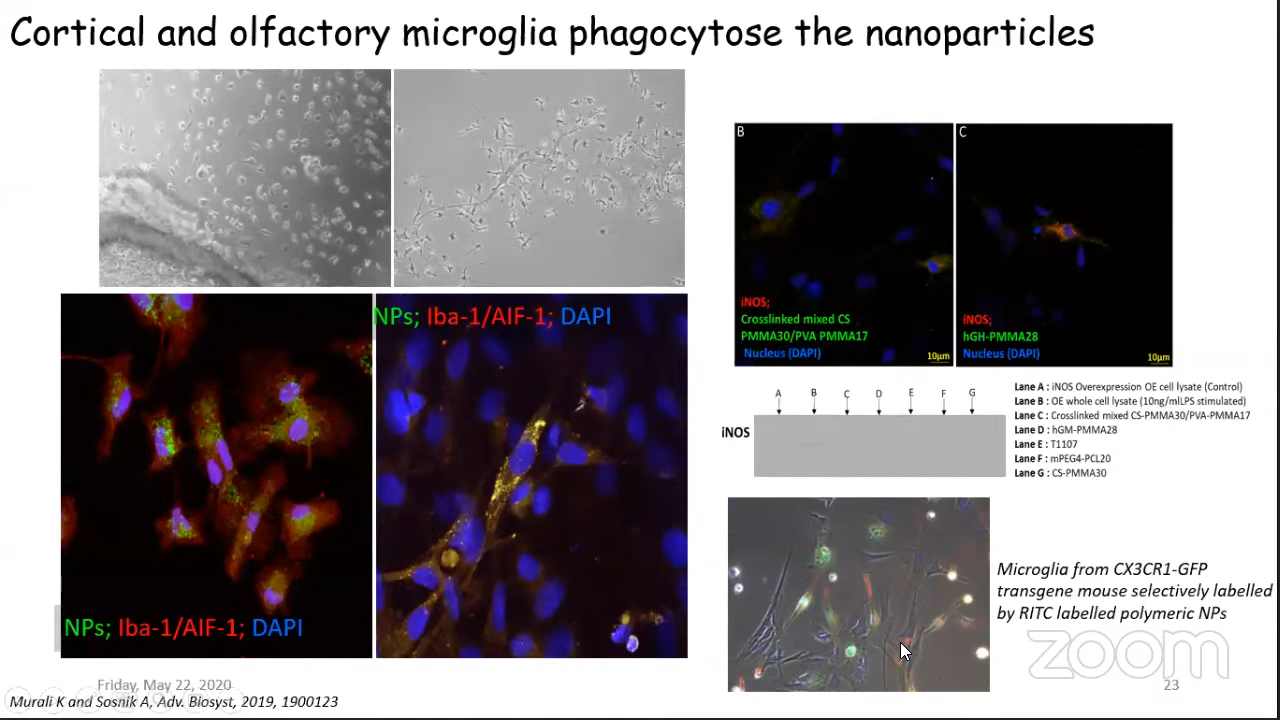 Cortical and olfactory microglia phagocytose the nanoparticles
NPs; Iba-1/AIF-1; DAPI
NPs; Iba-1/AIF-1; DAPI
B
iNOS;
Crosslinked mixed CS
PMMA30/PVA PMMA17
Nucleus (DAPI)
10µm
C
iNOS;
hGH-PMMA28
Nucleus (DAPI)
10µm
A B C D E F G
iNOS
Lane A : iNOS Overexpression OE cell lysate (Control)
Lane B : OE whole cell lysate (10ng/mlLPS stimulated)
Lane C : Crosslinked mixed CS-PMMA30/PVA-PMMA17
Lane D : hGM-PMMA28
Lane E : T1107
Lane F : mPEG4-PCL20
Lane G : CS-PMMA30
Microglia from CX3CR1-GFP
transgene mouse selectively labelled
by RITC labelled polymeric NPs
zoom
Friday, May 22, 2020
23
Murali K and Sosnik A, Adv. Biosyst, 2019, 1900123